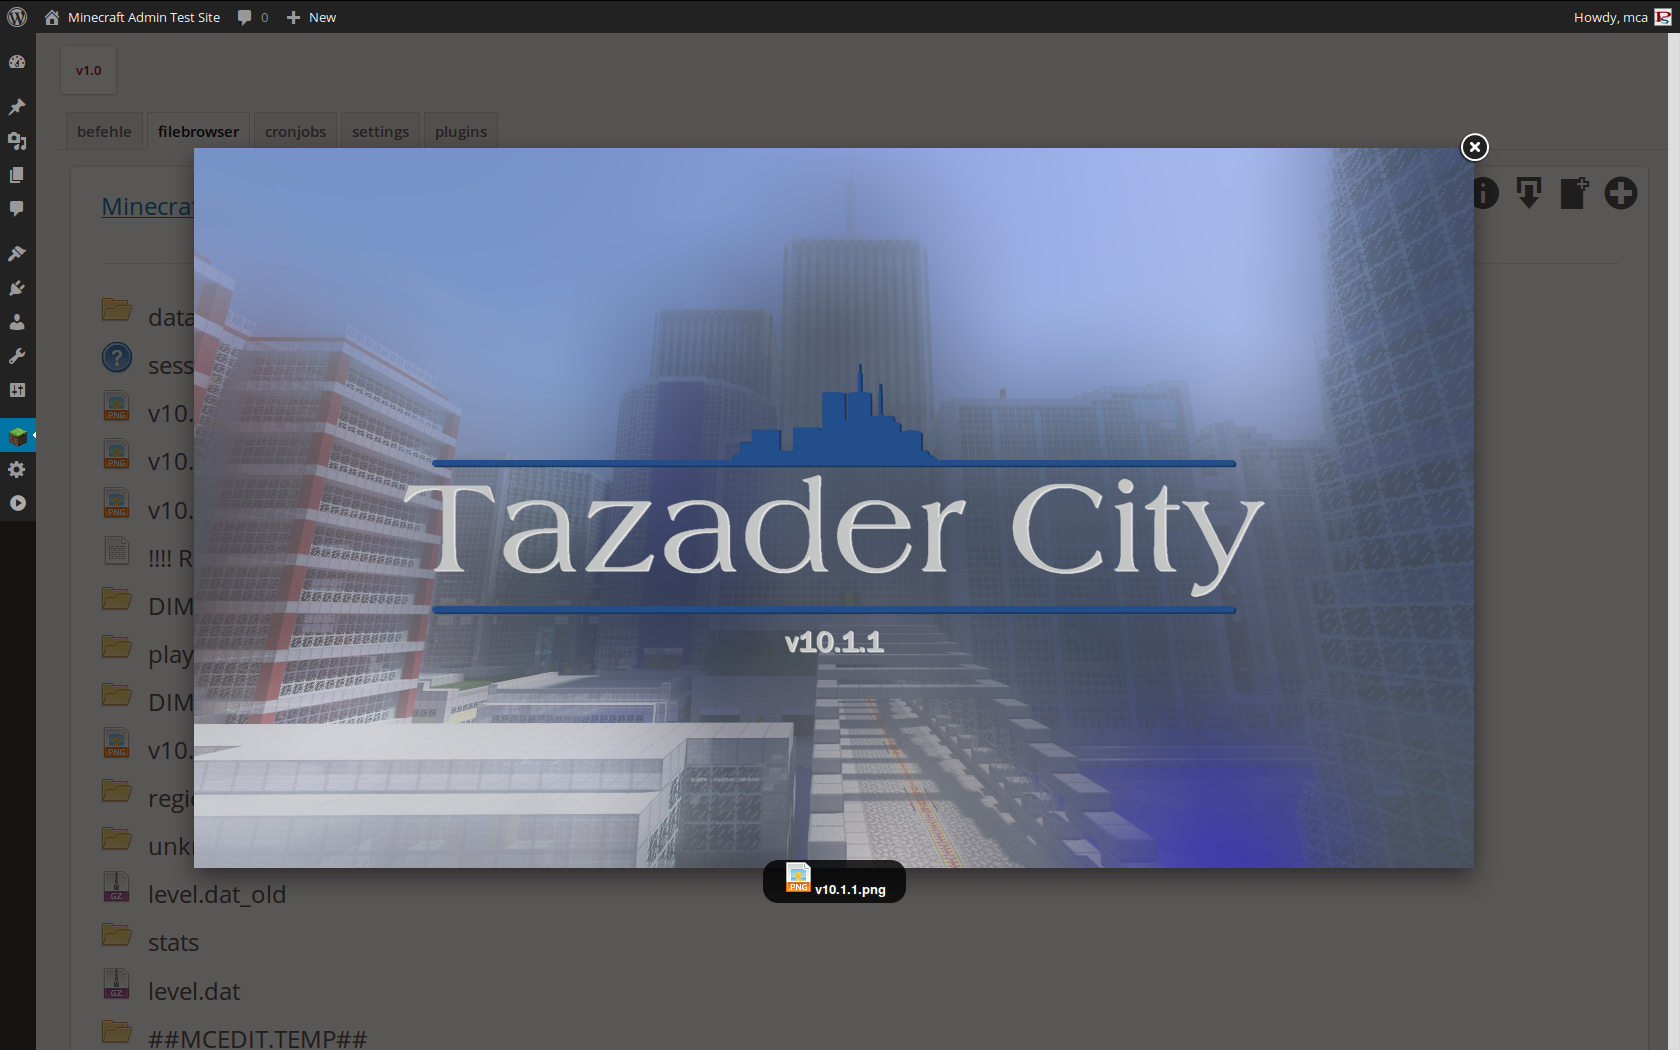 Minecraft Admin Test Site 0 New Howdy, mca
v1.0
befehle filebrowser cronjobs settings plugins
Minecraf
data
sess
v10.
v10.
v10.
!!!! R
DIM
play
DIM
v10.
regi
unk
level.dat_old
stats
level.dat
##MCEDIT.TEMP##
Tazader City
v10.1.1
PNG v10.1.1.png